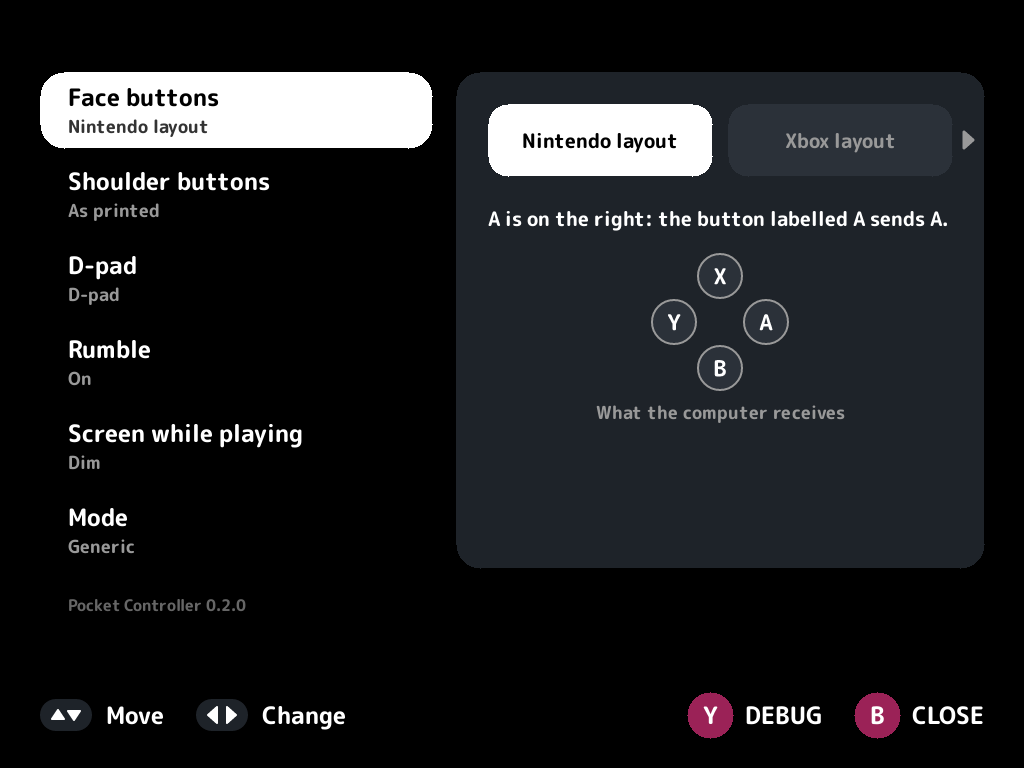 Face buttons
Nintendo layout
Shoulder buttons
As printed
D-pad
D-pad
Rumble
On
Screen while playing
Dim
Mode
Generic
Pocket Controller 0.2.0
Nintendo layout
Xbox layout
A is on the right: the button labelled A sends A.
X
Y A
B
What the computer receives
Move Change
Y DEBUG B CLOSE